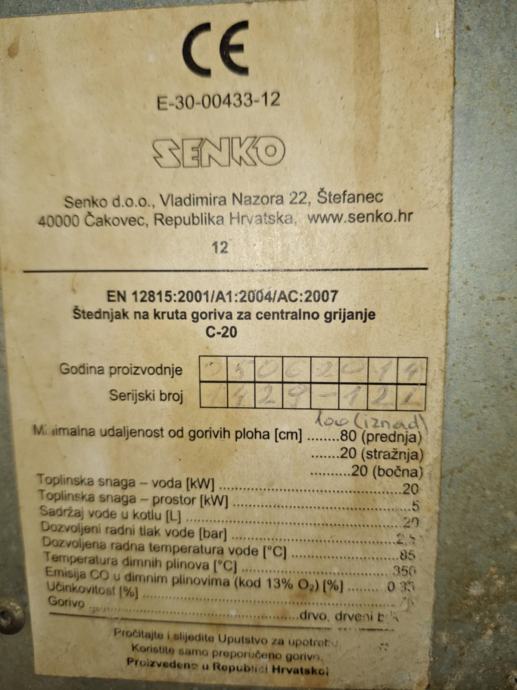 CE
E-30-00433-12
SENKO
Senko d.o.o., Vladimira Nazora 22, Štefanec
40000 Čakovec, Republika Hrvatska, www.senko.hr
12
EN 12815:2001/A1:2004/AC:2007
Štednjak na kruta goriva za centralno grijanje
C-20
Godina proizvodnje
Serijski broj
100 (iznad)
Minimalna udaljenost od gorivih ploha [cm] ........80 (prednja)
........20 (stražnja)
........20 (bočna)
Toplinska snaga – voda [kW] ........20
Toplinska snaga – prostor [kW] ........5
Sadržaj vode u kotlu [L] ........20
Dozvoljeni radni tlak vode [bar]
Dozvoljena radna temperatura vode [°C] ........85
Temperatura dimnih plinova [°C] ........350
Emisija CO u dimnim plinovima (kod 13% O₂) [%] ........
Učinkovitost [%]
Gorivo ........drvo, drveni
Pročitajte i slijedite Uputstvo za upotrebu
Koristite samo preporučeno gorivo.
Proizvedeno u Republici Hrvatskoj